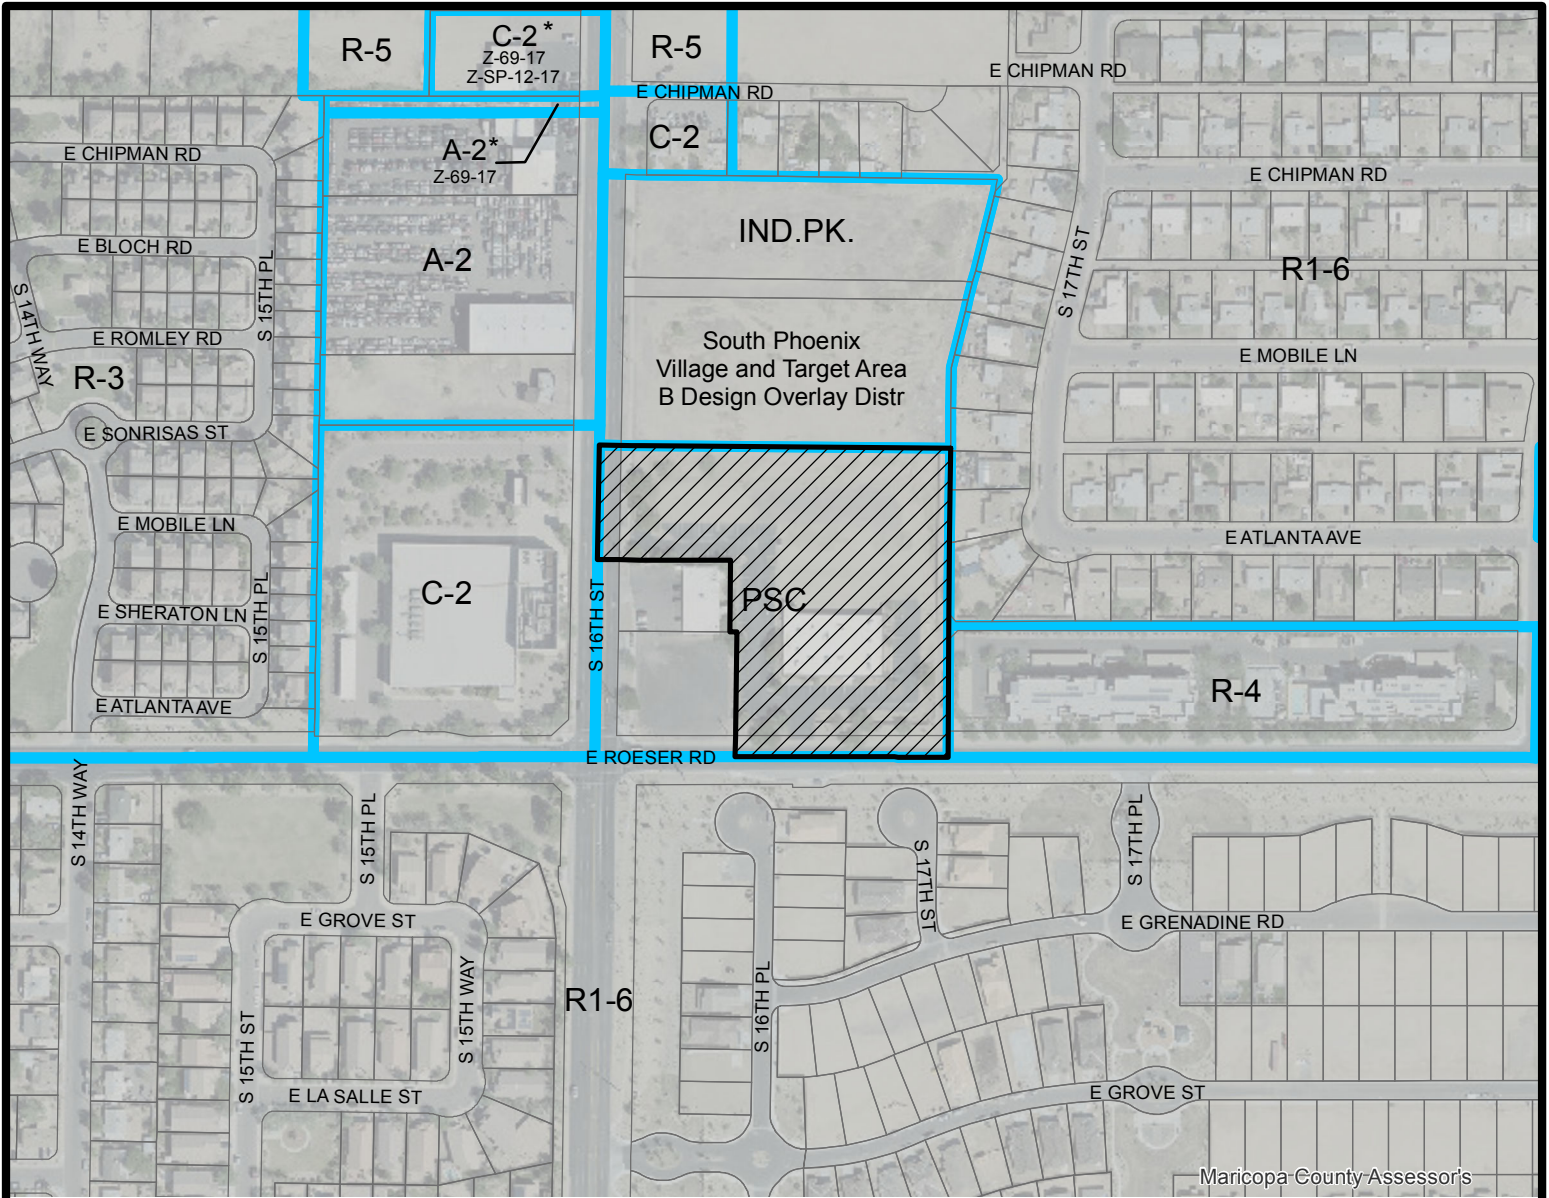 R-5
C-2 *
Z-69-17
Z-SP-12-17
R-5
E CHIPMAN RD
E CHIPMAN RD
C-2
A-2*
Z-69-17
E CHIPMAN RD
E CHIPMAN RD
E BLOCH RD
S 15TH PL
A-2
IND.PK.
S 17TH ST
R1-6
S 14TH WAY
E ROMLEY RD
R-3
South Phoenix
Village and Target Area
B Design Overlay Distr
E MOBILE LN
E SONRISAS ST
E MOBILE LN
E ATLANTA AVE
S 15TH PL
C-2
S 16TH ST
PSC
E SHERATON LN
E ATLANTA AVE
R-4
E ROESER RD
S 14TH WAY
S 15TH PL
S 17TH ST
S 17TH PL
E GROVE ST
E GRENADINE RD
S 15TH ST
S 15TH WAY
R1-6
S 16TH PL
E LA SALLE ST
E GROVE ST
Maricopa County Assessor's